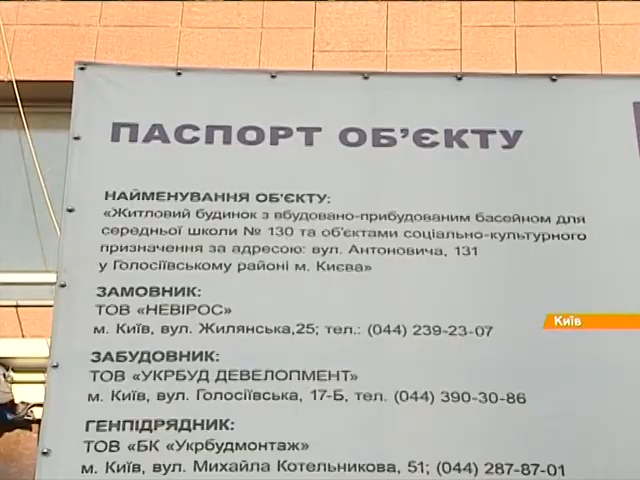 ПАСПОРТ ОБ'ЄКТУ
НАЙМЕНУВАННЯ ОБ'ЄКТУ:
«Житловий будинок з вбудовано-прибудованим басейном для
середньої школи № 130 та об'єктами соціально-культурного
призначення за адресою: вул. Антоновича, 131
у Голосіївському районі м. Києва»
ЗАМОВНИК:
ТОВ «НЕВІРОС»
м. Київ, вул. Жилянська,25; тел.: (044) 239-23-07
Київ
ЗАБУДОВНИК:
ТОВ «УКРБУД ДЕВЕЛОПМЕНТ»
м. Київ, вул. Голосіївська, 17-Б, тел. (044) 390-30-86
ГЕНПІДРЯДНИК:
ТОВ «БК «Укрбудмонтаж»
м. Київ, вул. Михайла Котельникова, 51; (044) 287-87-01